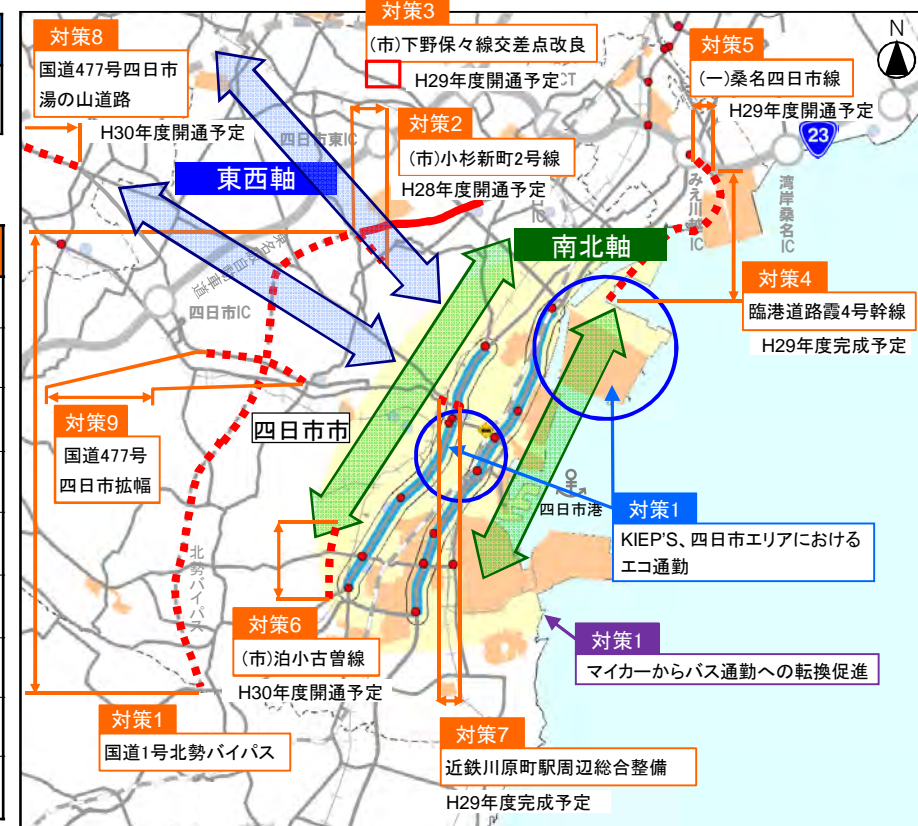 対策3
(市)下野保々線交差点改良
H29年度開通予定
対策8
国道477号四日市
湯の山道路
H30年度開通予定
対策5
(一)桑名四日市線
H29年度開通予定
N
23
対策2
(市)小杉新町2号線
H28年度開通予定
四日市東IC
東西軸
南北軸
みえ川越IC
湾岸桑名IC
東名阪自動車道
四日市IC
対策4
臨港道路霞4号幹線
H29年度完成予定
対策9
国道477号
四日市拡幅
四日市市
四日市港
対策1
KIEP'S、四日市エリアにおける
エコ通勤
北勢バイパス
対策6
(市)泊小古曽線
H30年度開通予定
対策1
マイカーからバス通勤への転換促進
対策1
国道1号北勢バイパス
対策7
近鉄川原町駅周辺総合整備
H29年度完成予定